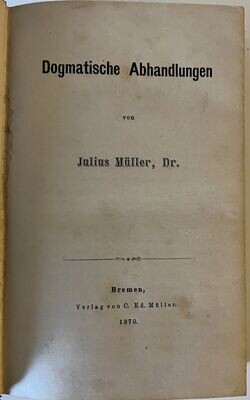 Dogmatische Abhandlungen
von
Julius Müller, Dr.
Bremen,
Verlag von C. Ed. Müller.
1870.